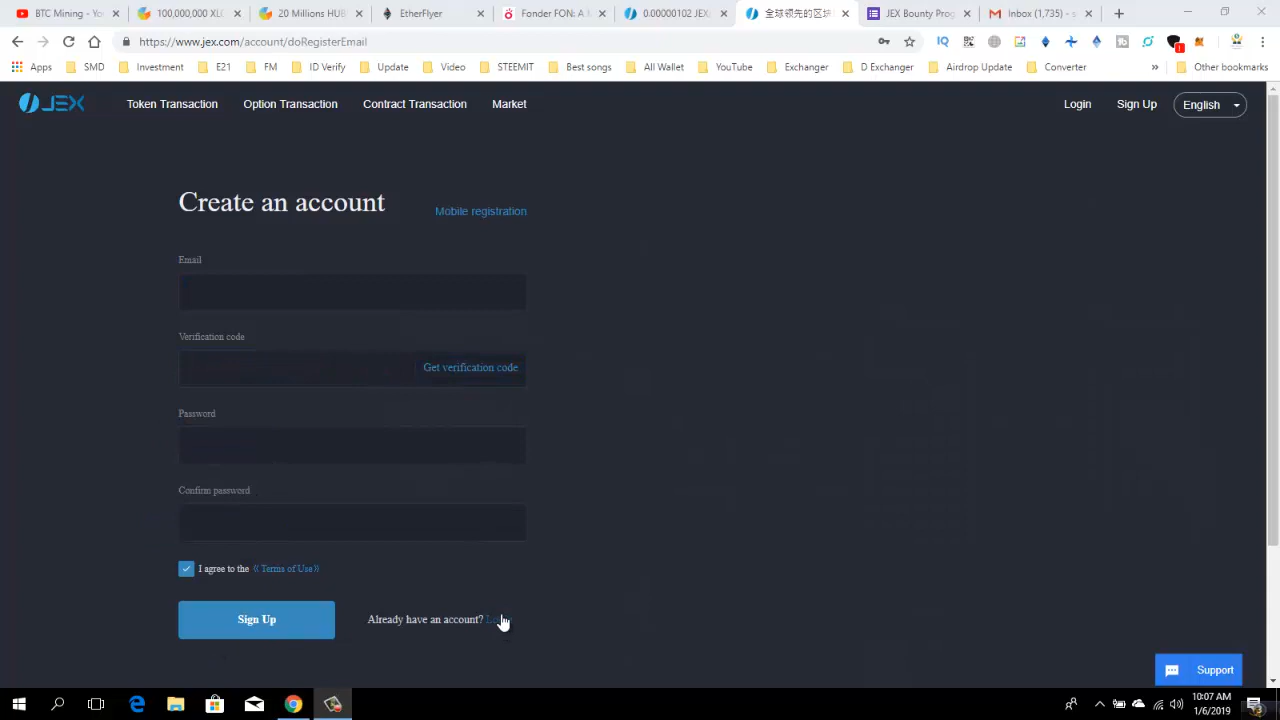 BTC Mining - Yo
100,000,000 XL
20 Millions HUB
EtherFlyer
Fonder FON: A M
0.00000102 JEX
全球领先的区块
JEX Bounty Prog
Inbox (1,735) - s
https://www.jex.com/account/doRegisterEmail
Apps SMD Investment E21 FM ID Verify Update Video STEEMIT Best songs All Wallet YouTube Exchanger D Exchanger Airdrop Update Converter » Other bookmarks
JEX Token Transaction Option Transaction Contract Transaction Market Login Sign Up English
Create an account
Mobile registration
Email
Verification code
Get verification code
Password
Confirm password
I agree to the 《Terms of Use》
Sign Up
Already have an account?
Support
10:07 AM
1/6/2019